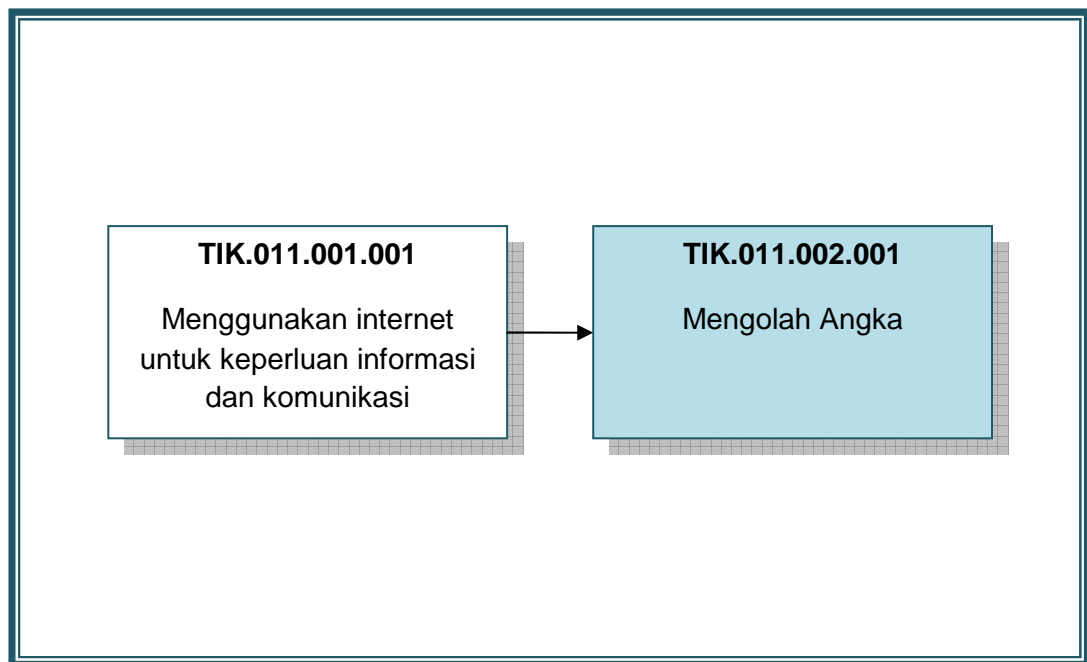 TIK.011.001.001
Menggunakan internet
untuk keperluan informasi
dan komunikasi
TIK.011.002.001
Mengolah Angka